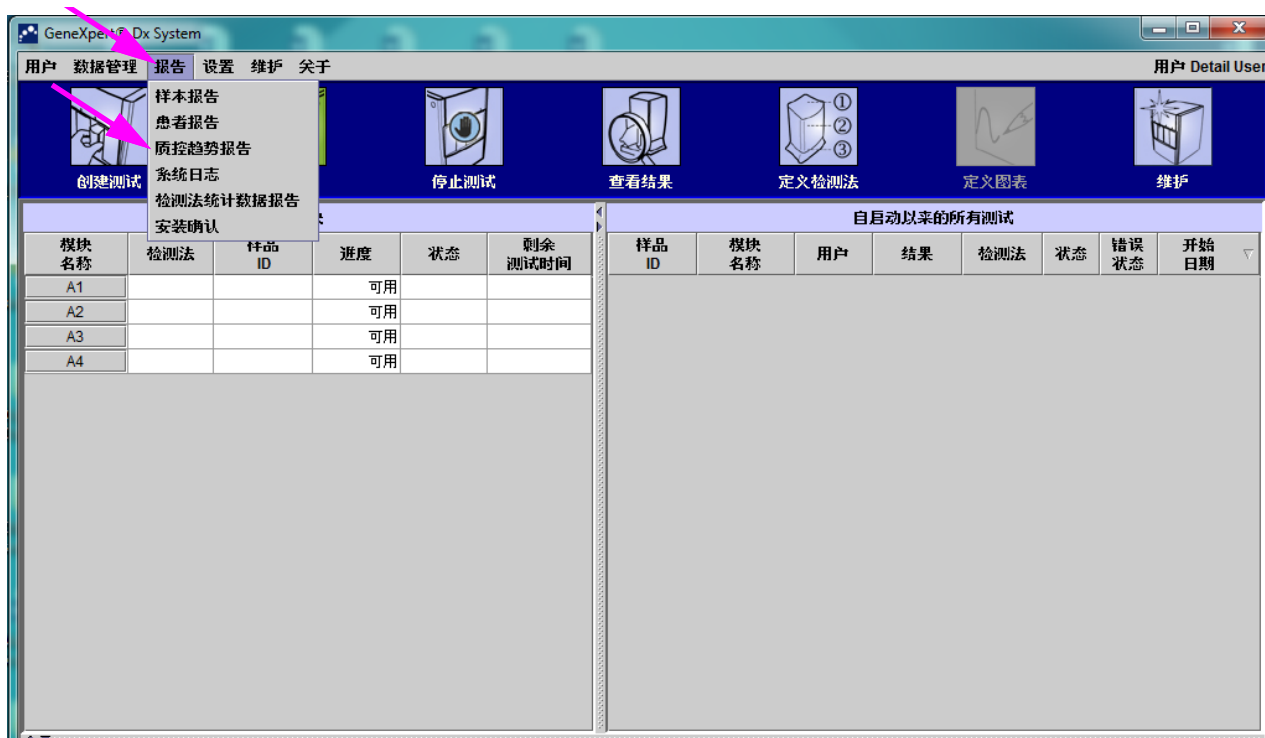 GeneXpert® Dx System
用户 数据管理 报告 设置 维护 关于
用户 Detail User
样本报告
患者报告
质控趋势报告
系统日志
检测法统计数据报告
安装确认
创建测试
停止测试
查看结果
定义检测法
定义图表
维护
①
②
③
自启动以来的所有测试
模块
名称
检测法
样品
ID
进度
状态
剩余
测试时间
样品
ID
模块
名称
用户
结果
检测法
状态
错误
状态
开始
日期
A1 可用
A2 可用
A3 可用
A4 可用